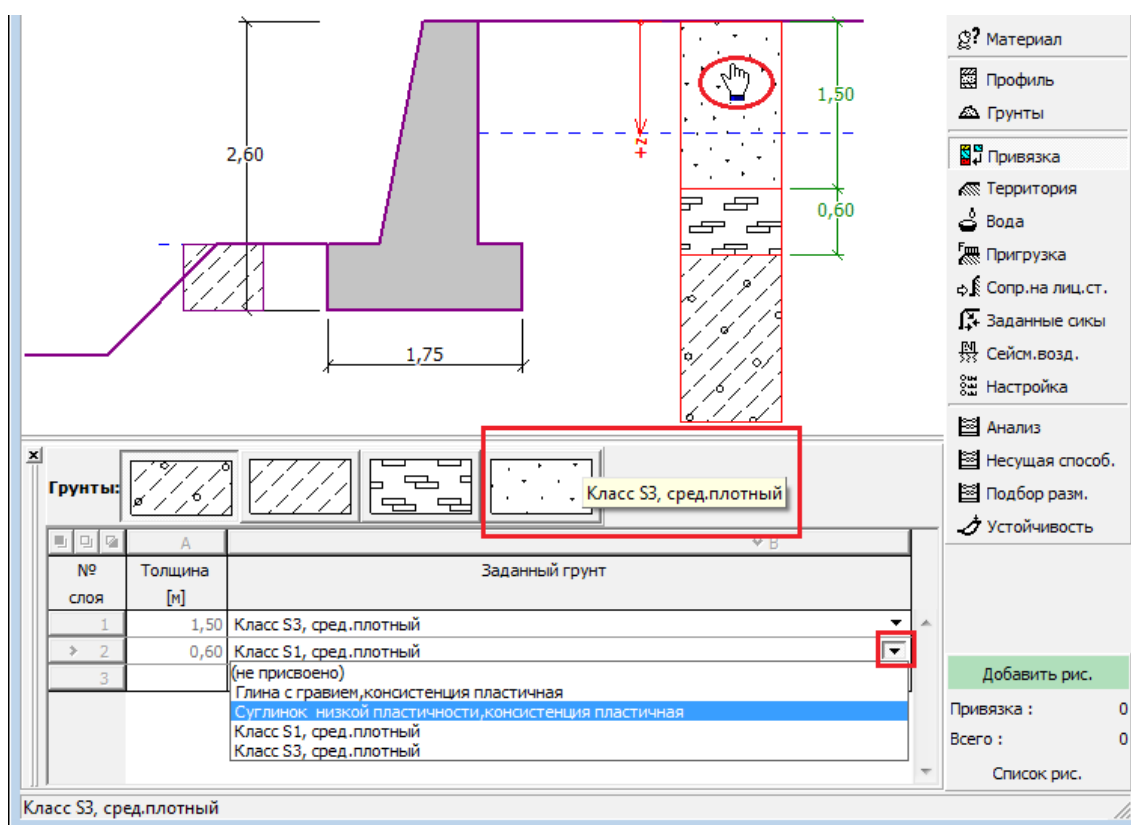 Материал
Профиль
Грунты
Привязка
Территория
Вода
Пригрузка
Сопр.на лиц.ст.
Заданные сикы
Сейсм.возд.
Настройка
Анализ
Несущая способ.
Подбор разм.
Устойчивость
2,60
+z
1,50
0,60
1,75
Грунты:
Класс S3, сред.плотный
A B
№ слоя
Толщина [м]
Заданный грунт
1 1,50 Класс S3, сред.плотный
2 0,60 Класс S1, сред.плотный
3
(не присвоено)
Глина с гравием,консистенция пластичная
Суглинок низкой пластичности,консистенция пластичная
Класс S1, сред.плотный
Класс S3, сред.плотный
Добавить рис.
Привязка : 0
Всего : 0
Список рис.
Класс S3, сред.плотный